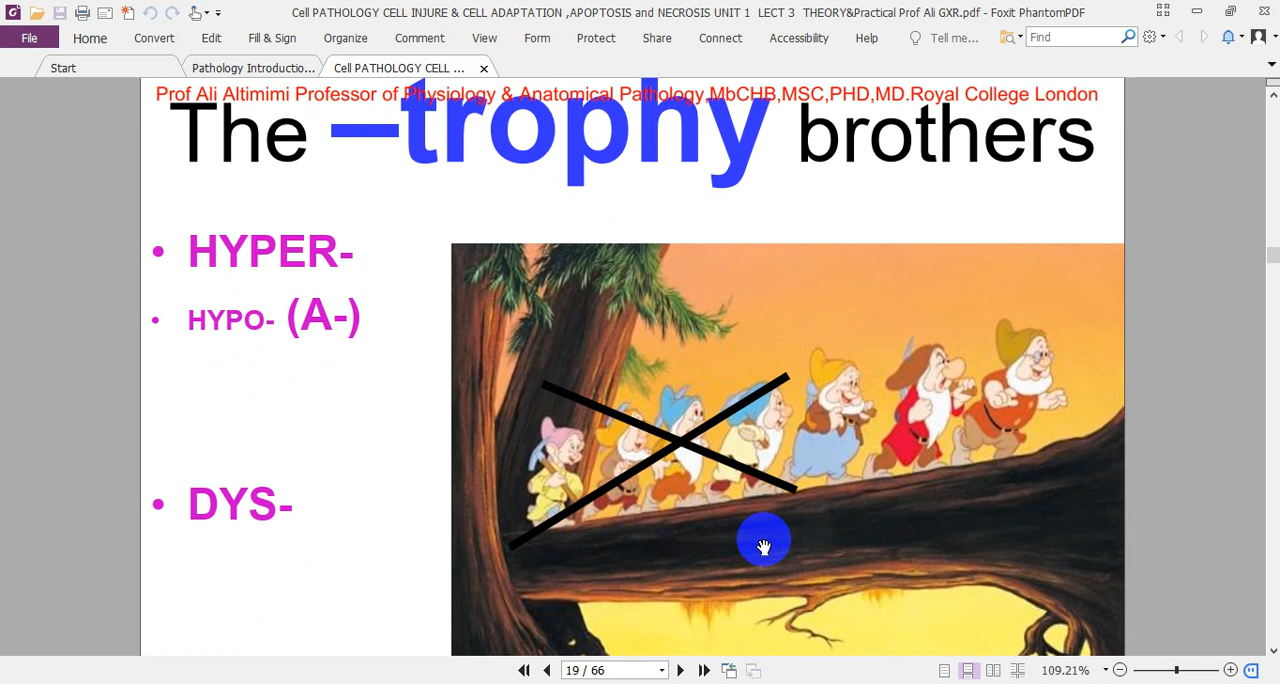 Cell PATHOLOGY CELL INJURE & CELL ADAPTATION ,APOPTOSIS and NECROSIS UNIT 1 LECT 3 THEORY&Practical Prof Ali GXR.pdf - Foxit PhantomPDF
File Home Convert Edit Fill & Sign Organize Comment View Form Protect Share Connect Accessibility Help Tell me... Find
Start Pathology Introductio... Cell PATHOLOGY CELL ...
Prof Ali Altimimi Professor of Physiology & Anatomical Pathology,MbCHB,MSC,PHD,MD.Royal College London
The –trophy brothers
• HYPER-
• HYPO- (A-)
• DYS-
19 / 66 109.21%